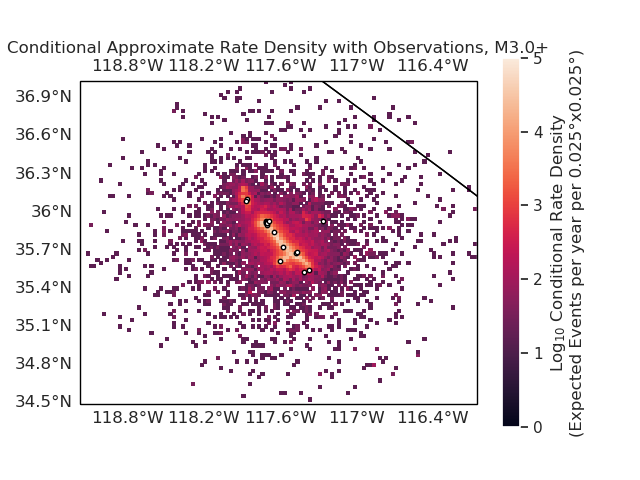 Conditional Approximate Rate Density with Observations, M3.0+
118.8°W 118.2°W 117.6°W 117°W 116.4°W
36.9°N
36.6°N
36.3°N
36°N
35.7°N
35.4°N
35.1°N
34.8°N
34.5°N
118.8°W 118.2°W 117.6°W 117°W 116.4°W
5
4
3
2
1
0
Log₁₀ Conditional Rate Density
(Expected Events per year per 0.025°x0.025°)